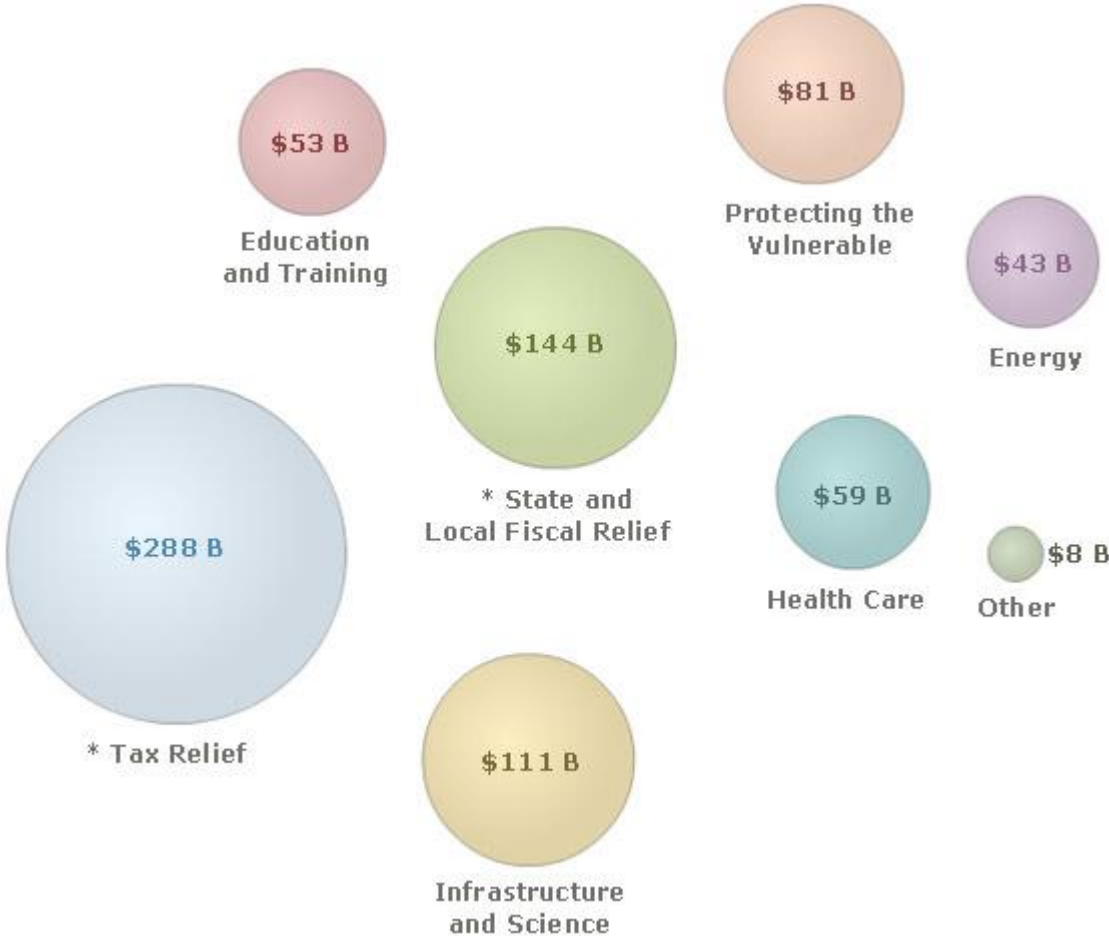 $81 B
Protecting the
Vulnerable
$53 B
Education
and Training
$43 B
Energy
$144 B
* State and
Local Fiscal Relief
$59 B
Health Care
$8 B
Other
$288 B
* Tax Relief
$111 B
Infrastructure
and Science